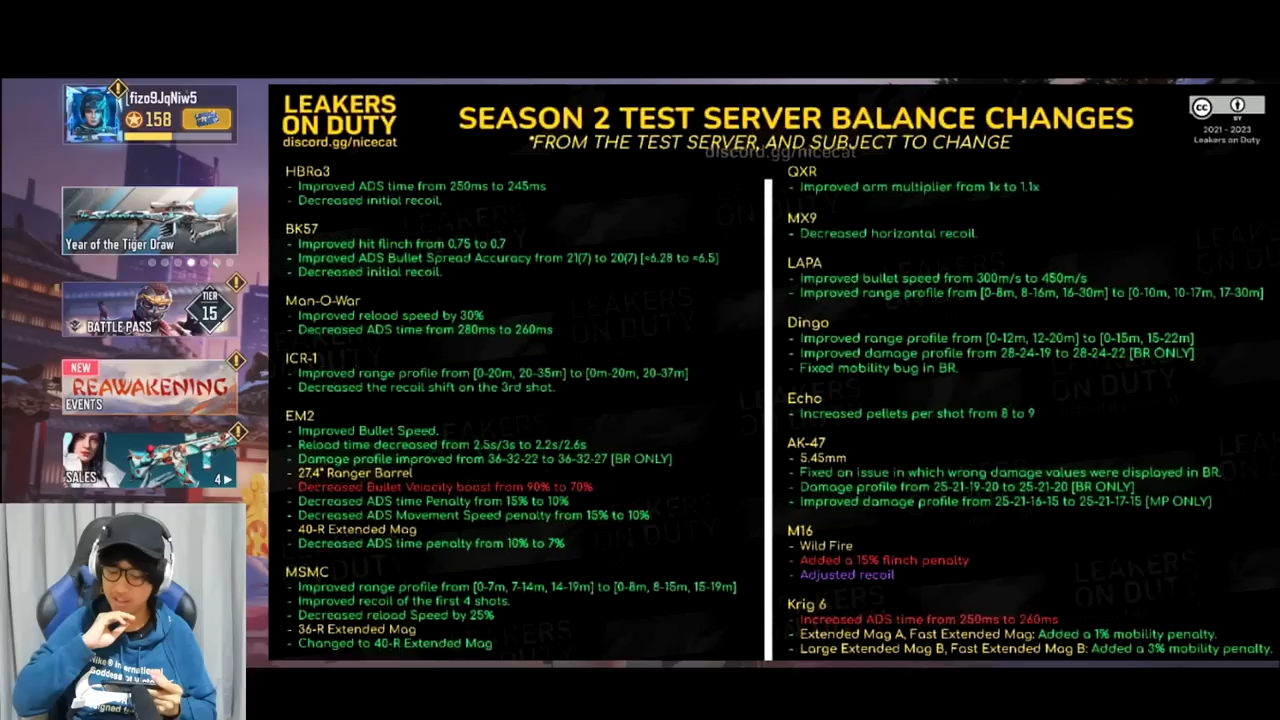 [fizo9JqNiw5
158
Year of the Tiger Draw
TIER
15
BATTLE PASS
NEW
REAWAKENING
EVENTS
SALES
4
LEAKERS
ON DUTY
discord.gg/nicecat
SEASON 2 TEST SERVER BALANCE CHANGES
*FROM THE TEST SERVER, AND SUBJECT TO CHANGE
discord.gg/nicecat
CC
BY
2021 - 2023
Leakers on Duty
HBRa3
- Improved ADS time from 250ms to 245ms
- Decreased initial recoil.
BK57
- Improved hit flinch from 0,75 to 0,7
- Improved ADS Bullet Spread Accuracy from 21(7) to 20(7) [≈6.28 to ≈6.5]
- Decreased initial recoil.
Man-O-War
- Improved reload speed by 30%
- Decreased ADS time from 280ms to 260ms
ICR-1
- Improved range profile from [0-20m, 20-35m] to [0m-20m, 20-37m]
- Decreased the recoil shift on the 3rd shot.
EM2
- Improved Bullet Speed.
- Reload time decreased from 2.5s/3s to 2.2s/2.6s
- Damage profile improved from 36-32-22 to 36-32-27 [BR ONLY]
- 27,4" Ranger Barrel
- Decreased Bullet Velocity boost from 90% to 70%
- Decreased ADS time Penalty from 15% to 10%
- Decreased ADS Movement Speed penalty from 15% to 10%
- 40-R Extended Mag
- Decreased ADS time penalty from 10% to 7%
MSMC
- Improved range profile from [0-7m, 7-14m, 14-19m] to [0-8m, 8-15m, 15-19m]
- Improved recoil of the first 4 shots.
- Decreased reload Speed by 25%
- 36-R Extended Mag
- Changed to 40-R Extended Mag
QXR
- Improved arm multiplier from 1x to 1.1x
MX9
- Decreased horizontal recoil.
LAPA
- Improved bullet speed from 300m/s to 450m/s
- Improved range profile from [0-8m, 8-16m, 16-30m] to [0-10m, 10-17m, 17-30m]
Dingo
- Improved range profile from [0-12m, 12-20m] to [0-15m, 15-22m]
- Improved damage profile from 28-24-19 to 28-24-22 [BR ONLY]
- Fixed mobility bug in BR.
Echo
- Increased pellets per shot from 8 to 9
AK-47
- 5.45mm
- Fixed an issue in which wrong damage values were displayed in BR.
- Damage profile from 25-21-19-20 to 25-21-20 [BR ONLY]
- Improved damage profile from 25-21-16-15 to 25-21-17-15 [MP ONLY]
M16
- Wild Fire
- Added a 15% flinch penalty
- Adjusted recoil
Krig 6
- Increased ADS time from 250ms to 260ms
- Extended Mag A, Fast Extended Mag: Added a 1% mobility penalty.
- Large Extended Mag B, Fast Extended Mag B: Added a 3% mobility penalty.